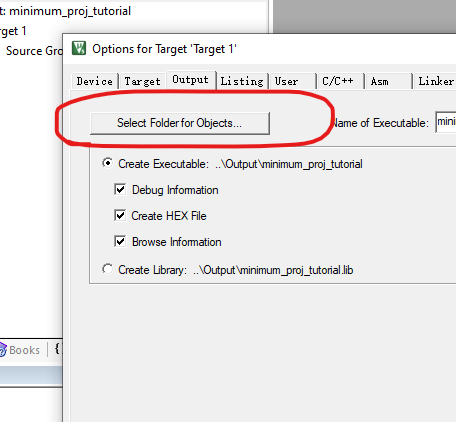 t: minimum_proj_tutorial
rget 1
Source Gro
Options for Target 'Target 1'
Device Target Output Listing User C/C++ Asm Linker
Select Folder for Objects...
Name of Executable: mini
Create Executable: ..\Output\minimum_proj_tutorial
Debug Information
Create HEX File
Browse Information
Create Library: ..\Output\minimum_proj_tutorial.lib
Books {